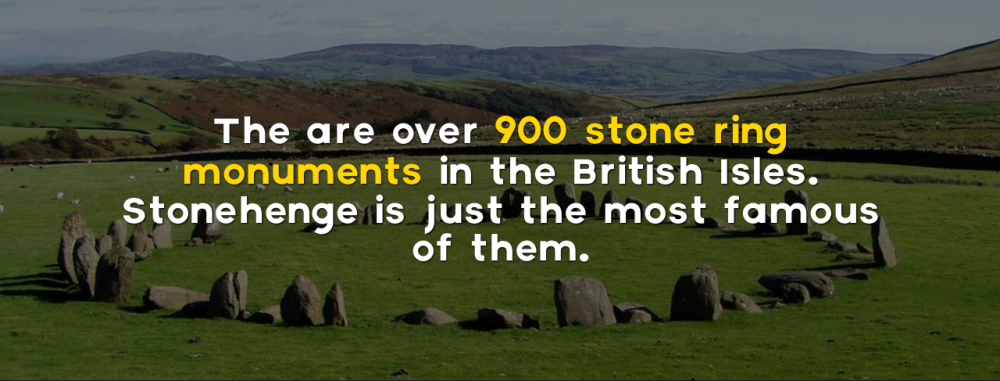 The are over 900 stone ring
monuments in the British Isles.
Stonehenge is just the most famous
of them.